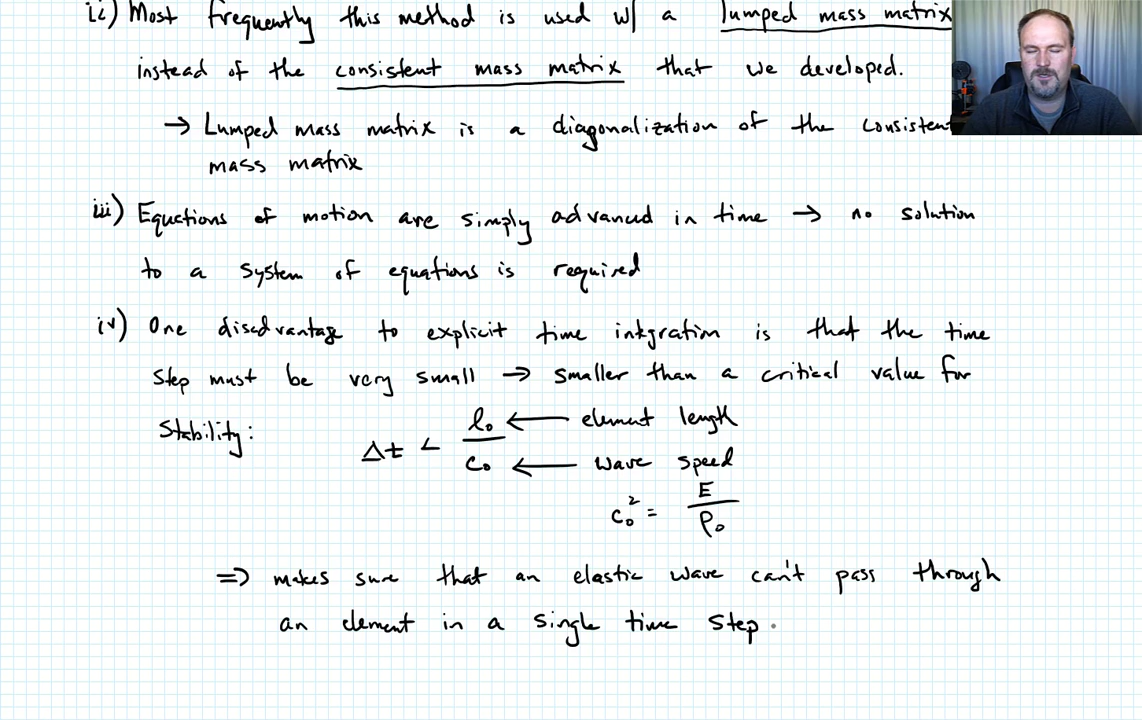 ii) Most frequently this method is used w/ a lumped mass matrix
instead of the consistent mass matrix that we developed.
→ Lumped mass matrix is a diagonalization of the consistent
mass matrix
iii) Equations of motion are simply advanced in time → no solution
to a system of equations is required
iv) One disadvantage to explicit time integration is that the time
step must be very small → smaller than a critical value for
Stability:
Δt < l₀/c₀
l₀ ← element length
c₀ ← wave speed
c₀² = E/ρ₀
⇒ makes sure that an elastic wave can't pass through
an element in a single time step.